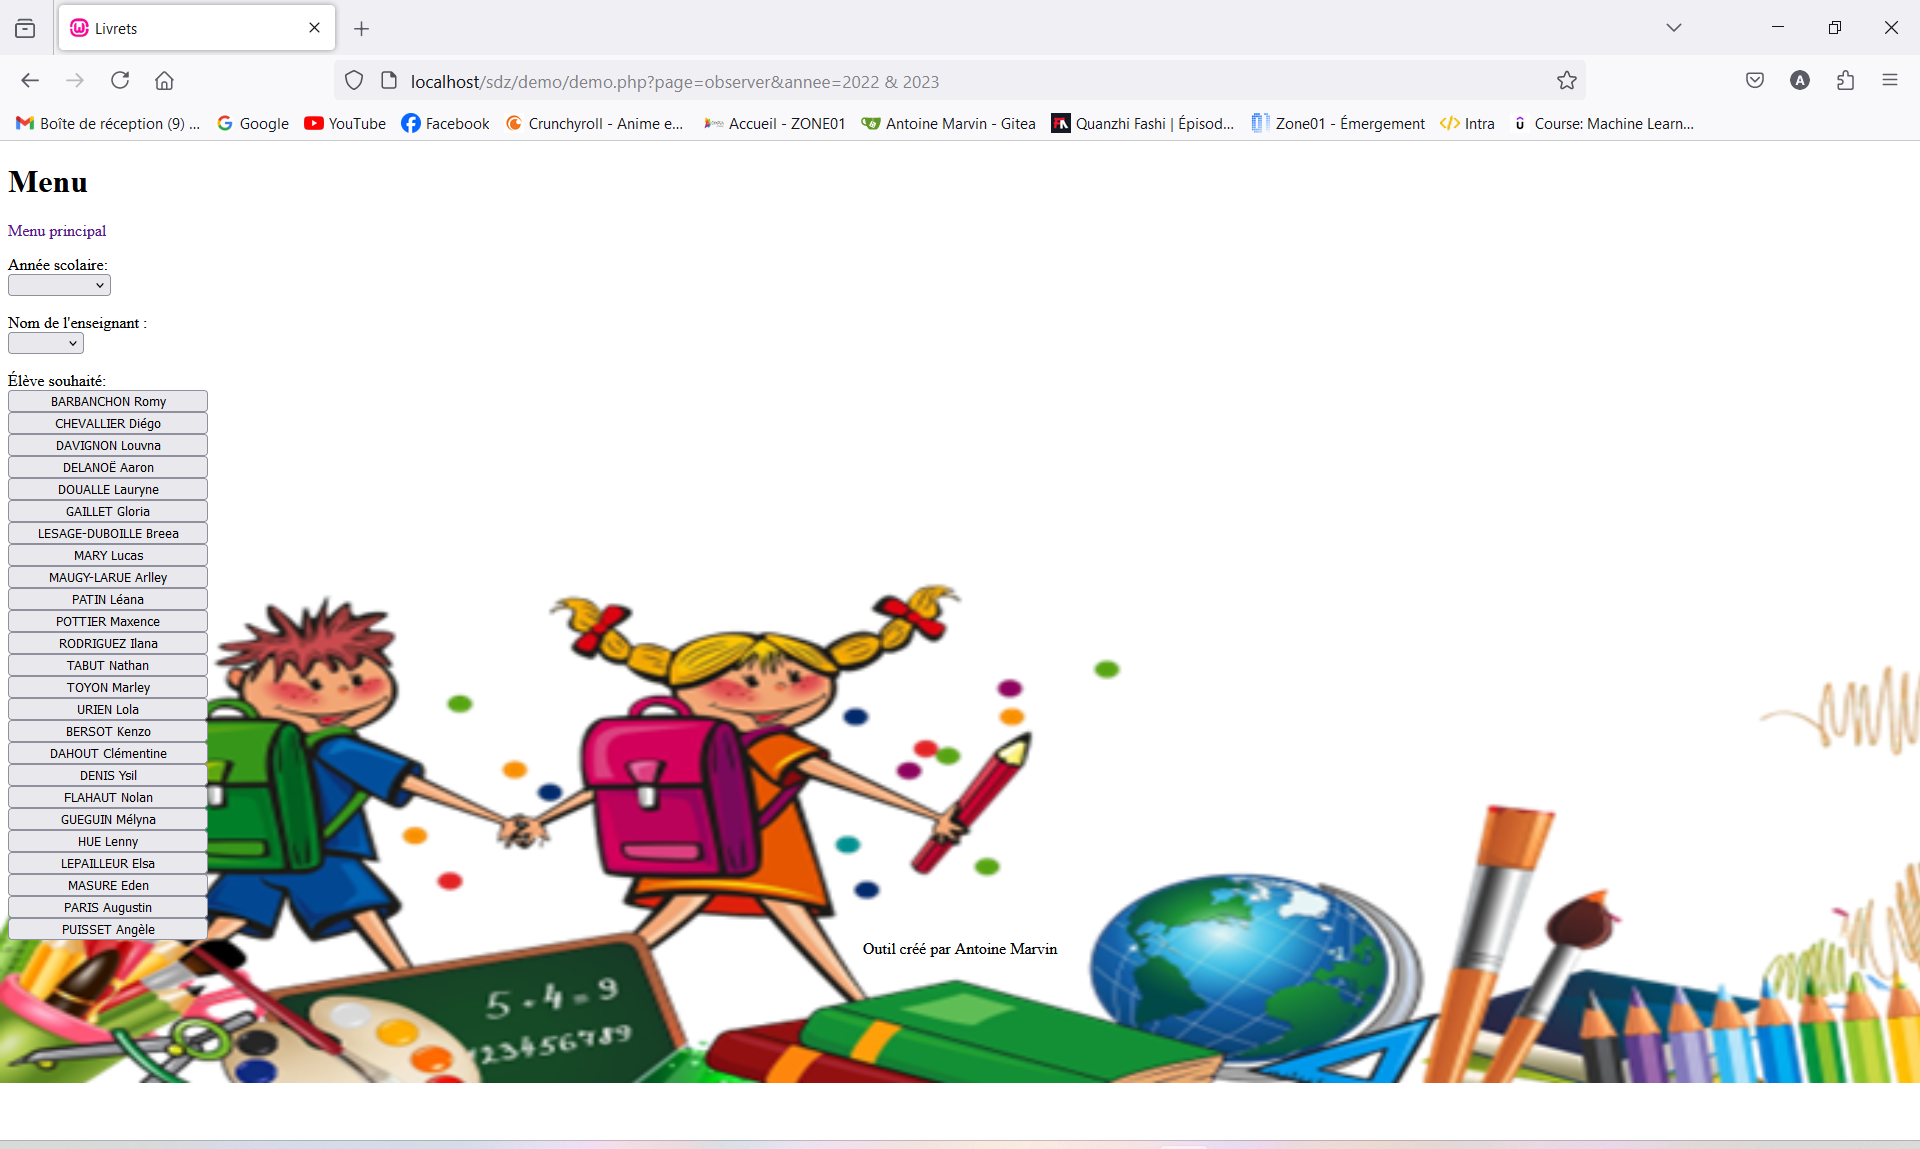 Livrets
localhost/sdz/demo/demo.php?page=observer&annee=2022 & 2023
A
Boîte de réception (9) ... Google YouTube Facebook Crunchyroll - Anime e... Accueil - ZONE01 Antoine Marvin - Gitea Quanzhi Fashi | Épisod... Zone01 - Émergement Intra Course: Machine Learn...
Menu
Menu principal
Année scolaire:
Nom de l'enseignant :
Élève souhaité:
BARBANCHON Romy
CHEVALLIER Diégo
DAVIGNON Louvna
DELANOË Aaron
DOUALLE Lauryne
GAILLET Gloria
LESAGE-DUBOILLE Breea
MARY Lucas
MAUGY-LARUE Arlley
PATIN Léana
POTTIER Maxence
RODRIGUEZ Ilana
TABUT Nathan
TOYON Marley
URIEN Lola
BERSOT Kenzo
DAHOUT Clémentine
DENIS Ysil
FLAHAUT Nolan
GUEGUIN Mélyna
HUE Lenny
LEPAILLEUR Elsa
MASURE Eden
PARIS Augustin
PUISSET Angèle
Outil créé par Antoine Marvin
5 + 4 = 9
123456789